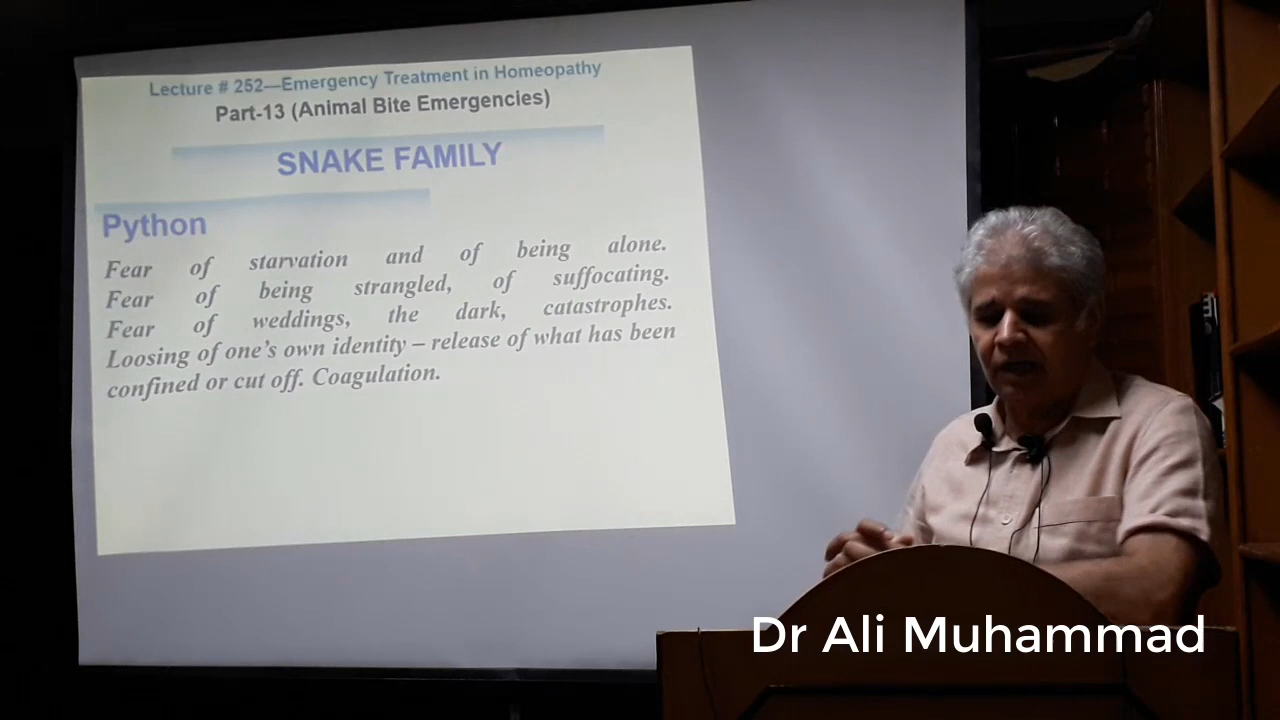 Lecture # 252—Emergency Treatment in Homeopathy
Part-13 (Animal Bite Emergencies)
SNAKE FAMILY
Python
Fear of starvation and of being alone.
Fear of being strangled, of suffocating.
Fear of weddings, the dark, catastrophes.
Loosing of one's own identity – release of what has been
confined or cut off. Coagulation.
Dr Ali Muhammad